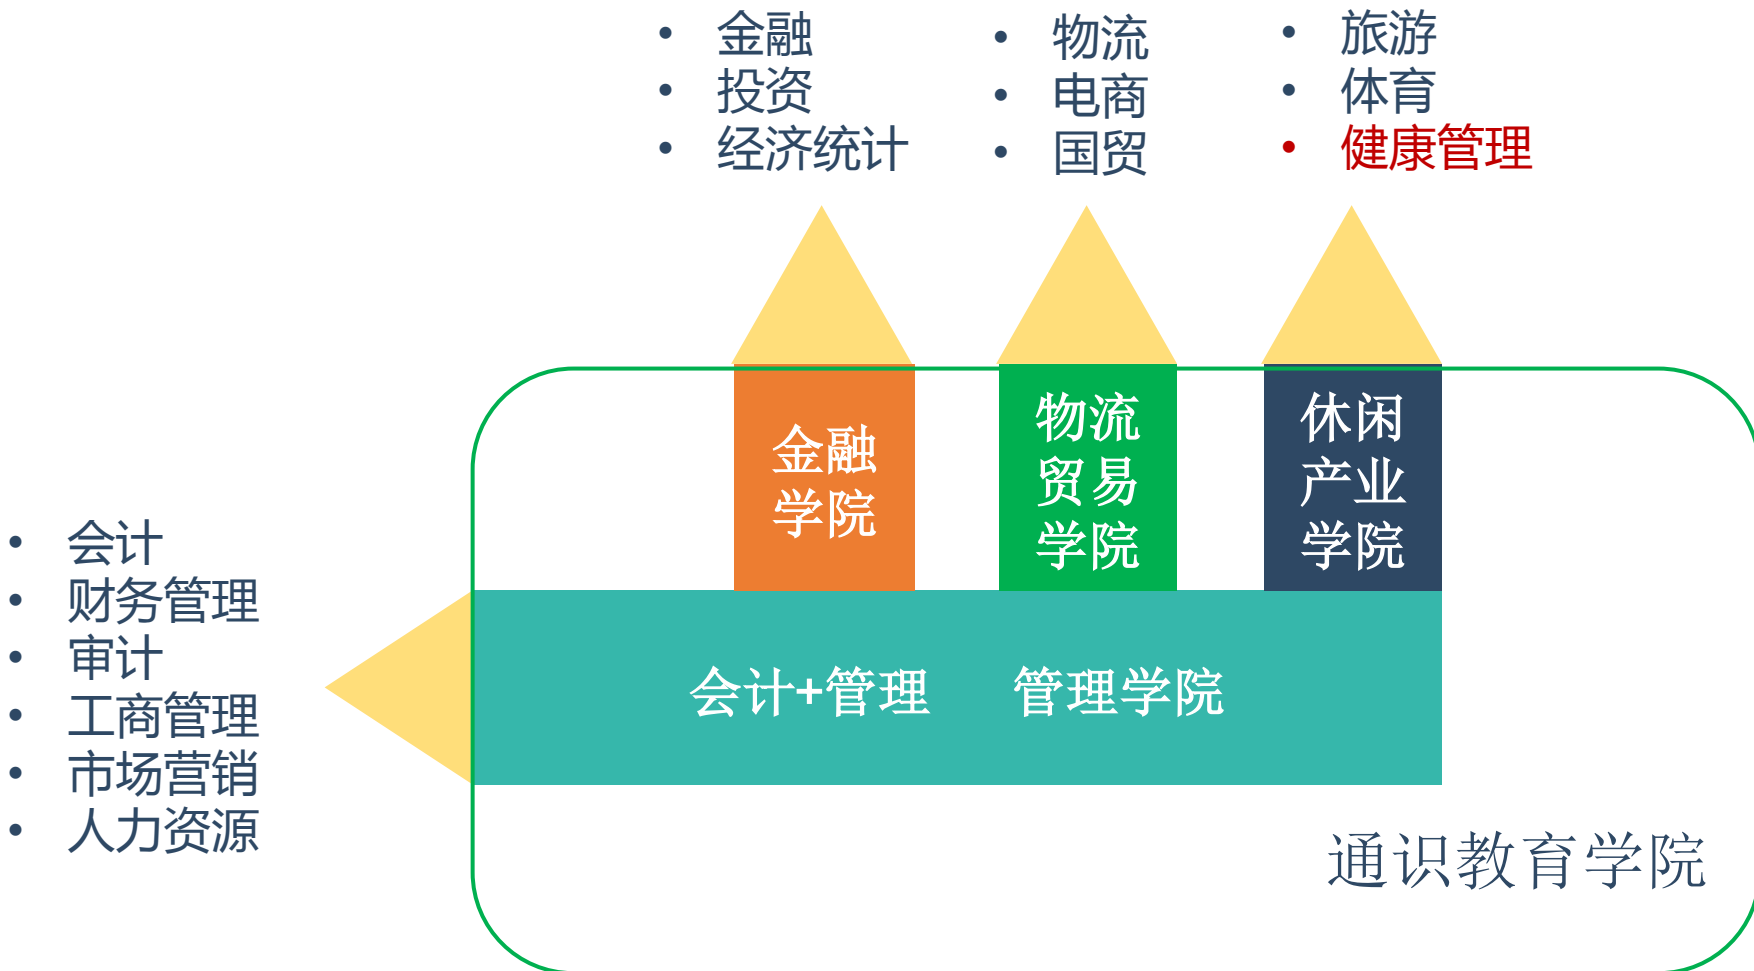 • 金融
• 投资
• 经济统计
• 物流
• 电商
• 国贸
• 旅游
• 体育
• 健康管理
金融
学院
物流
贸易
学院
休闲
产业
学院
• 会计
• 财务管理
• 审计
• 工商管理
• 市场营销
• 人力资源
会计+管理 管理学院
通识教育学院